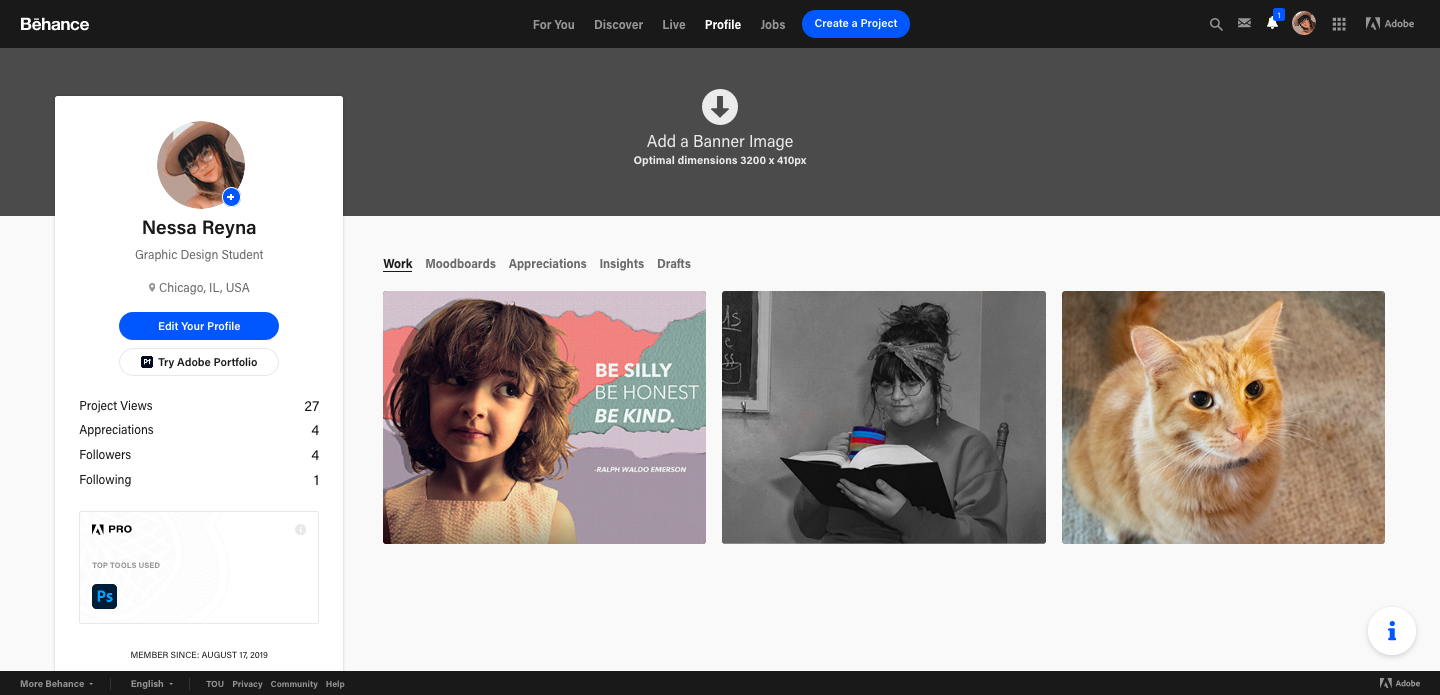 Bēhance
For You Discover Live Profile Jobs Create a Project
1
Adobe
Add a Banner Image
Optimal dimensions 3200 x 410px
Nessa Reyna
Graphic Design Student
Chicago, IL, USA
Edit Your Profile
Pf Try Adobe Portfolio
Project Views 27
Appreciations 4
Followers 4
Following 1
PRO
TOP TOOLS USED
Ps
MEMBER SINCE: AUGUST 17, 2019
Work Moodboards Appreciations Insights Drafts
BE SILLY
BE HONEST
BE KIND.
-RALPH WALDO EMERSON
More Behance English TOU Privacy Community Help
Adobe